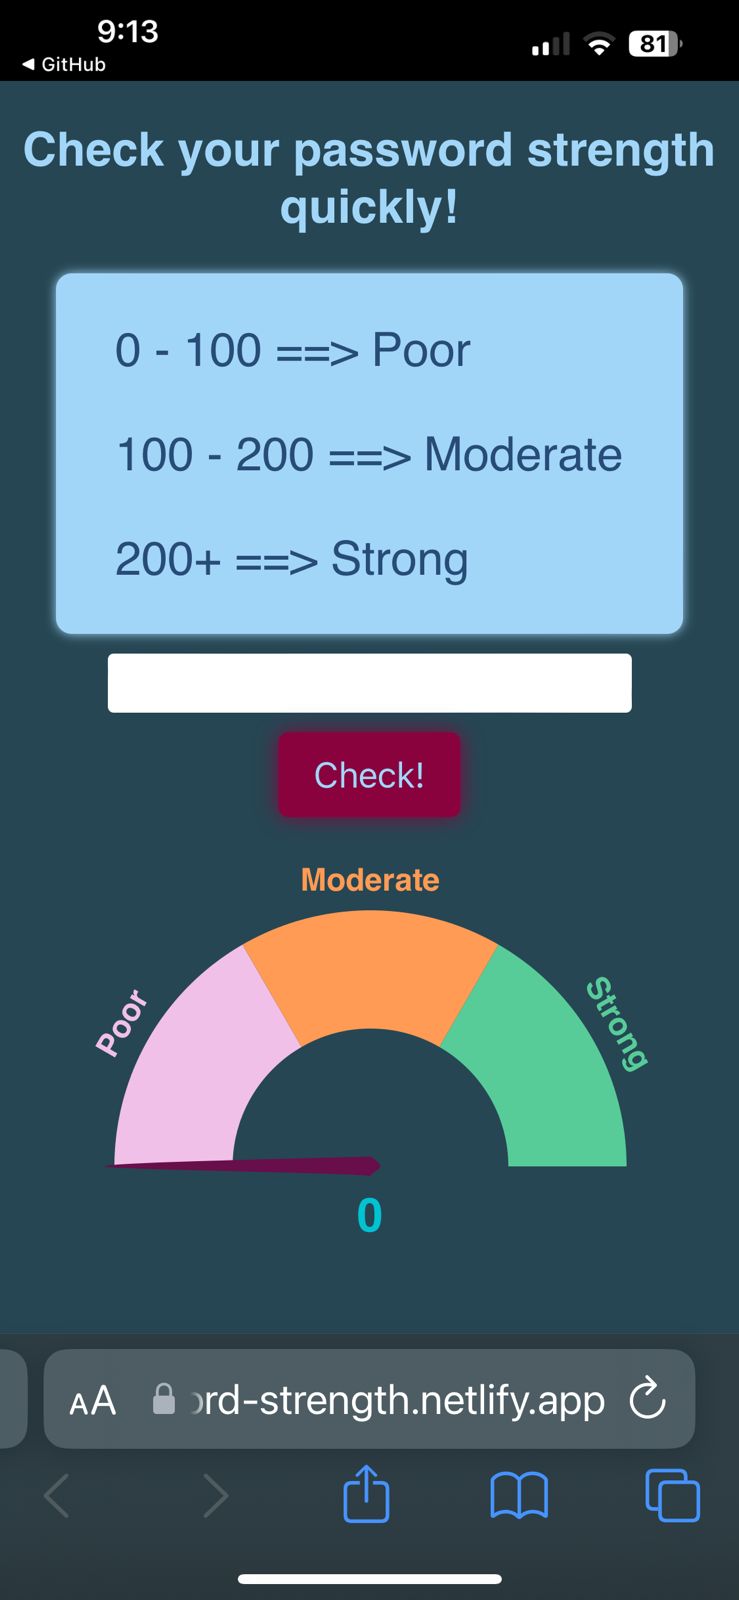 9:13
81
◀ GitHub
Check your password strength
quickly!
0 - 100 ==> Poor
100 - 200 ==> Moderate
200+ ==> Strong
Check!
Moderate
Poor
Strong
0
AA rd-strength.netlify.app